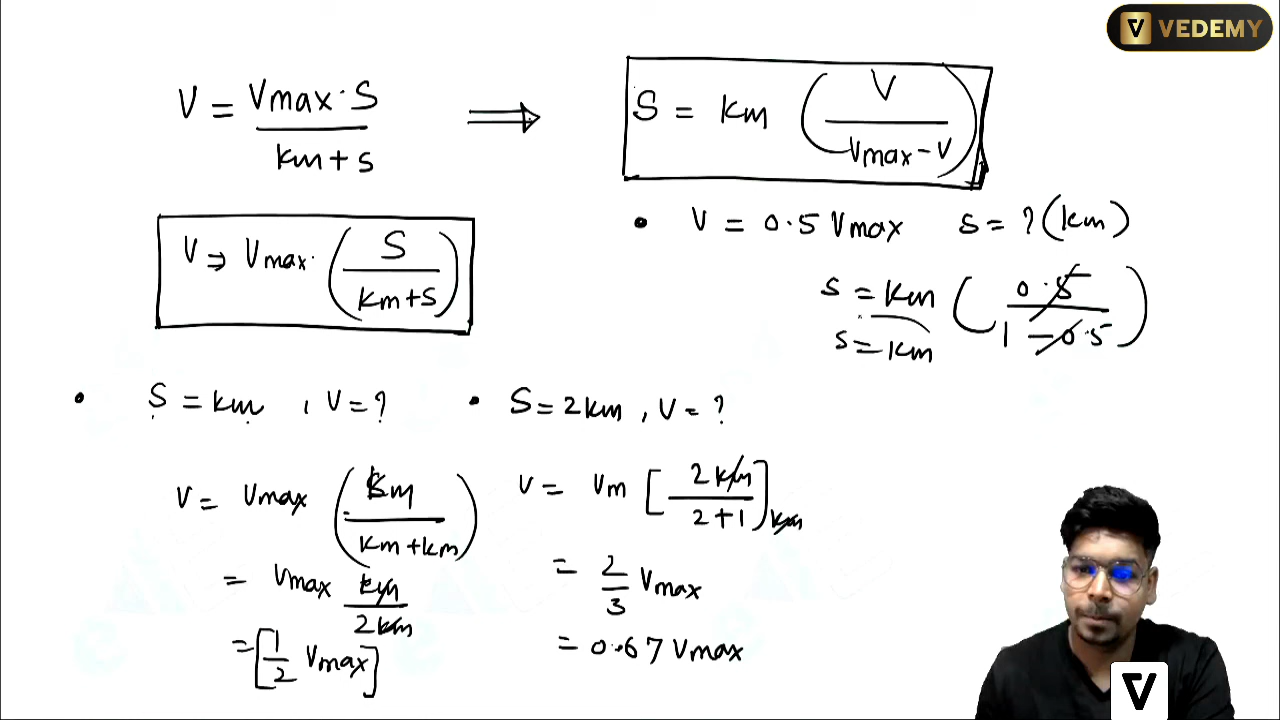 VEDEMY
V = Vmax · S / km + s ⟹ S = km ( V / Vmax - V )
V ⇒ Vmax · ( S / km + s )
• V = 0.5 Vmax s = ? (km)
s = km ( 0.5 / 1 - 0.5 )
s = km
• S = km , V = ?
V = Vmax ( km / km + km )
= Vmax km / 2km
= [ 1/2 Vmax ]
• S = 2km , V = ?
V = Vm [ 2 km / 2 + 1 ] km
= 2/3 Vmax
= 0.67 Vmax